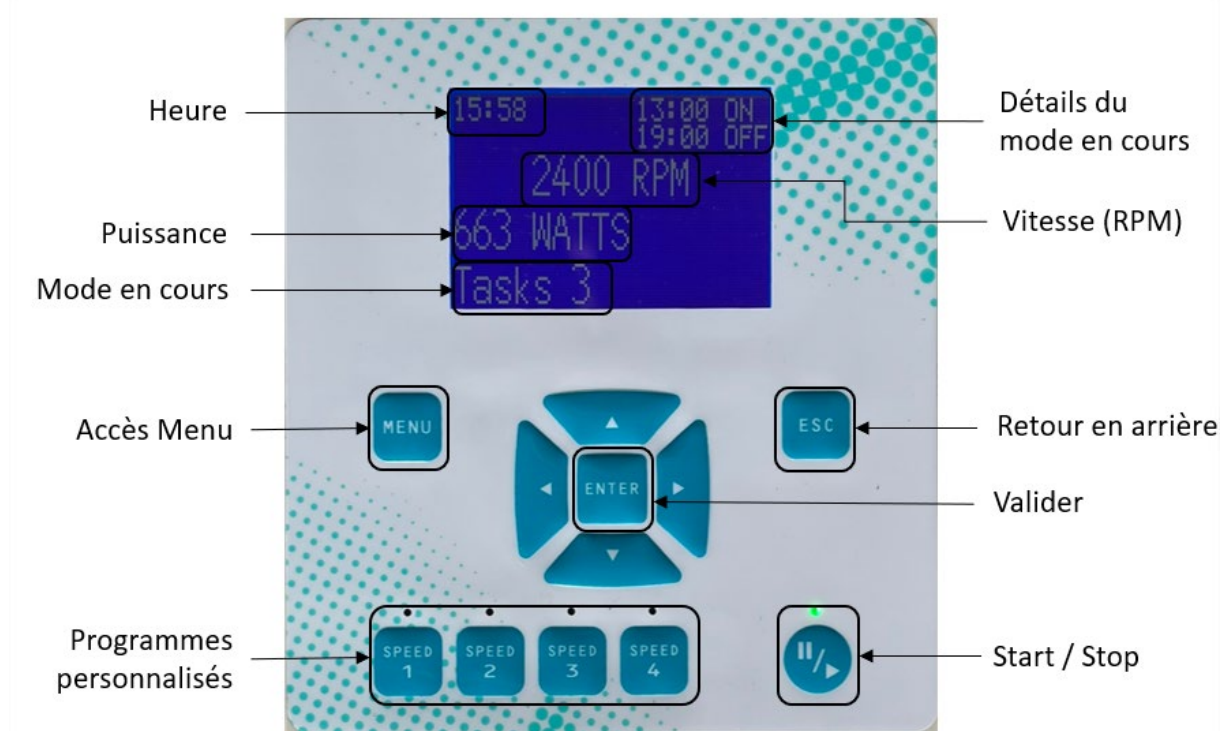 Heure
15:58
13:00 ON
19:00 OFF
Détails du
mode en cours
2400 RPM
Vitesse (RPM)
Puissance
663 WATTS
Mode en cours
Tasks 3
Accès Menu
MENU
ESC
Retour en arrière
ENTER
Valider
Programmes
personnalisés
SPEED
1
SPEED
2
SPEED
3
SPEED
4
Start / Stop